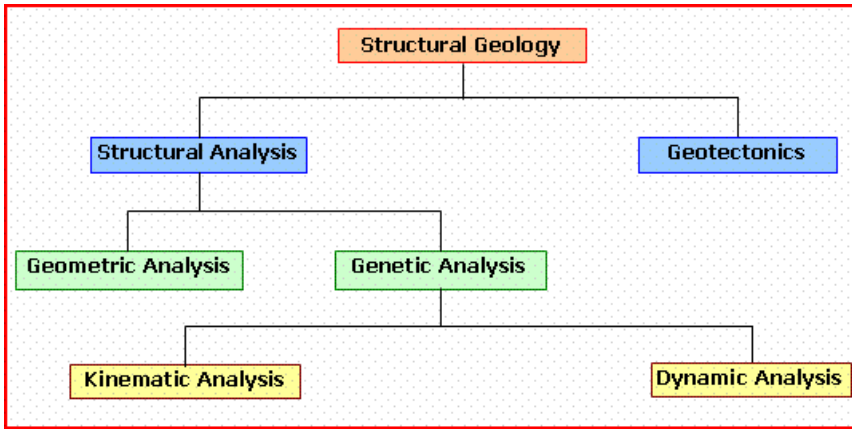 Structural Geology
Structural Analysis
Geotectonics
Geometric Analysis
Genetic Analysis
Kinematic Analysis
Dynamic Analysis